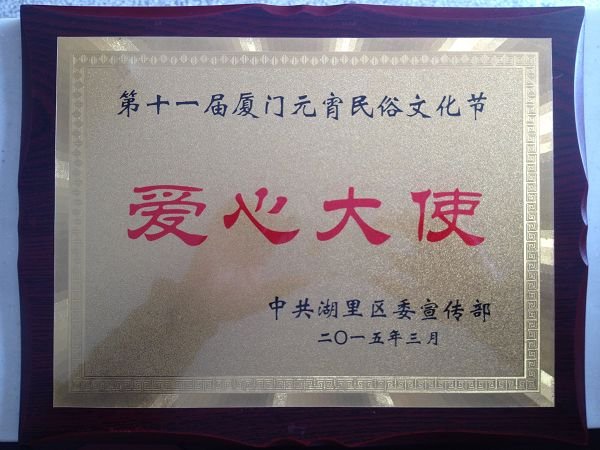 第十一届厦门元宵民俗文化节
爱心大使
中共湖里区委宣传部
二〇一五年三月